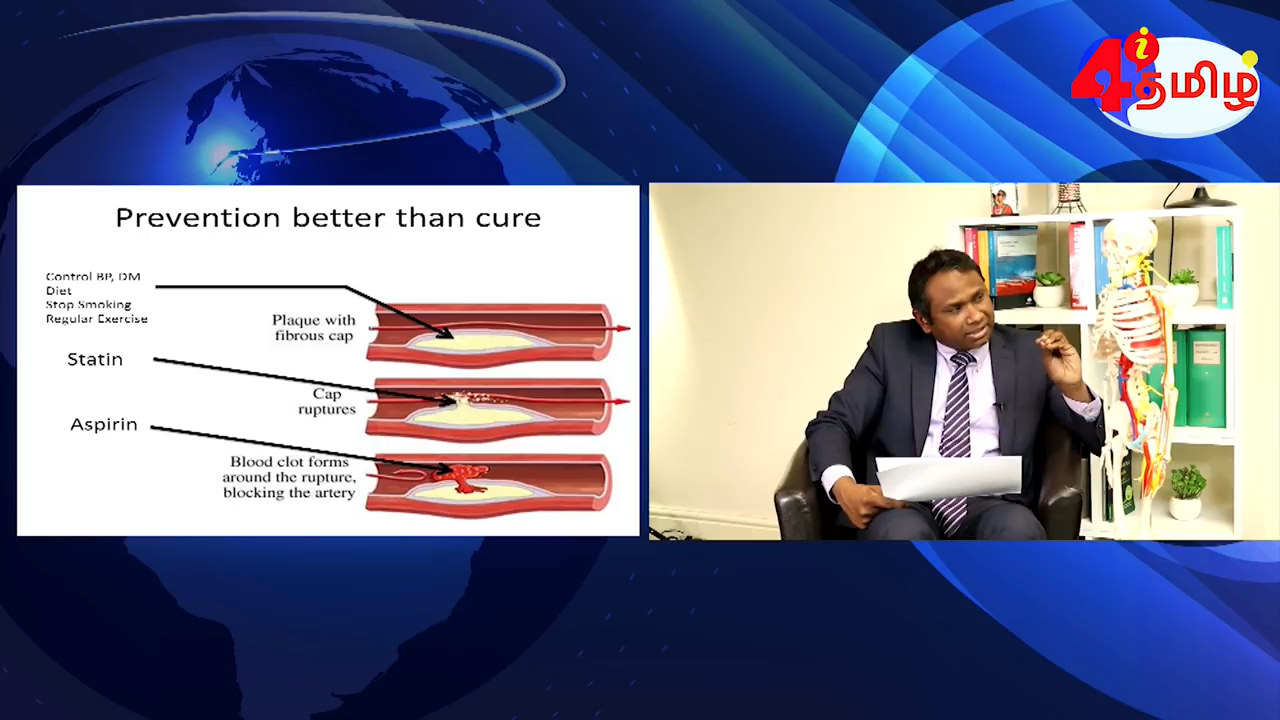 4i
தமிழ்
Prevention better than cure
Control BP, DM
Diet
Stop Smoking
Regular Exercise
Statin
Aspirin
Plaque with
fibrous cap
Cap
ruptures
Blood clot forms
around the rupture,
blocking the artery